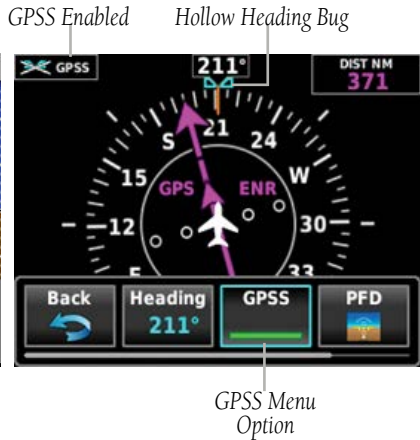 GPSS Enabled
Hollow Heading Bug
GPSS
211°
DIST NM
371
S
21
24
15
W
GPS
ENR
12
30
E
33
Back
Heading
GPSS
PFD
211°
GPSS Menu
Option